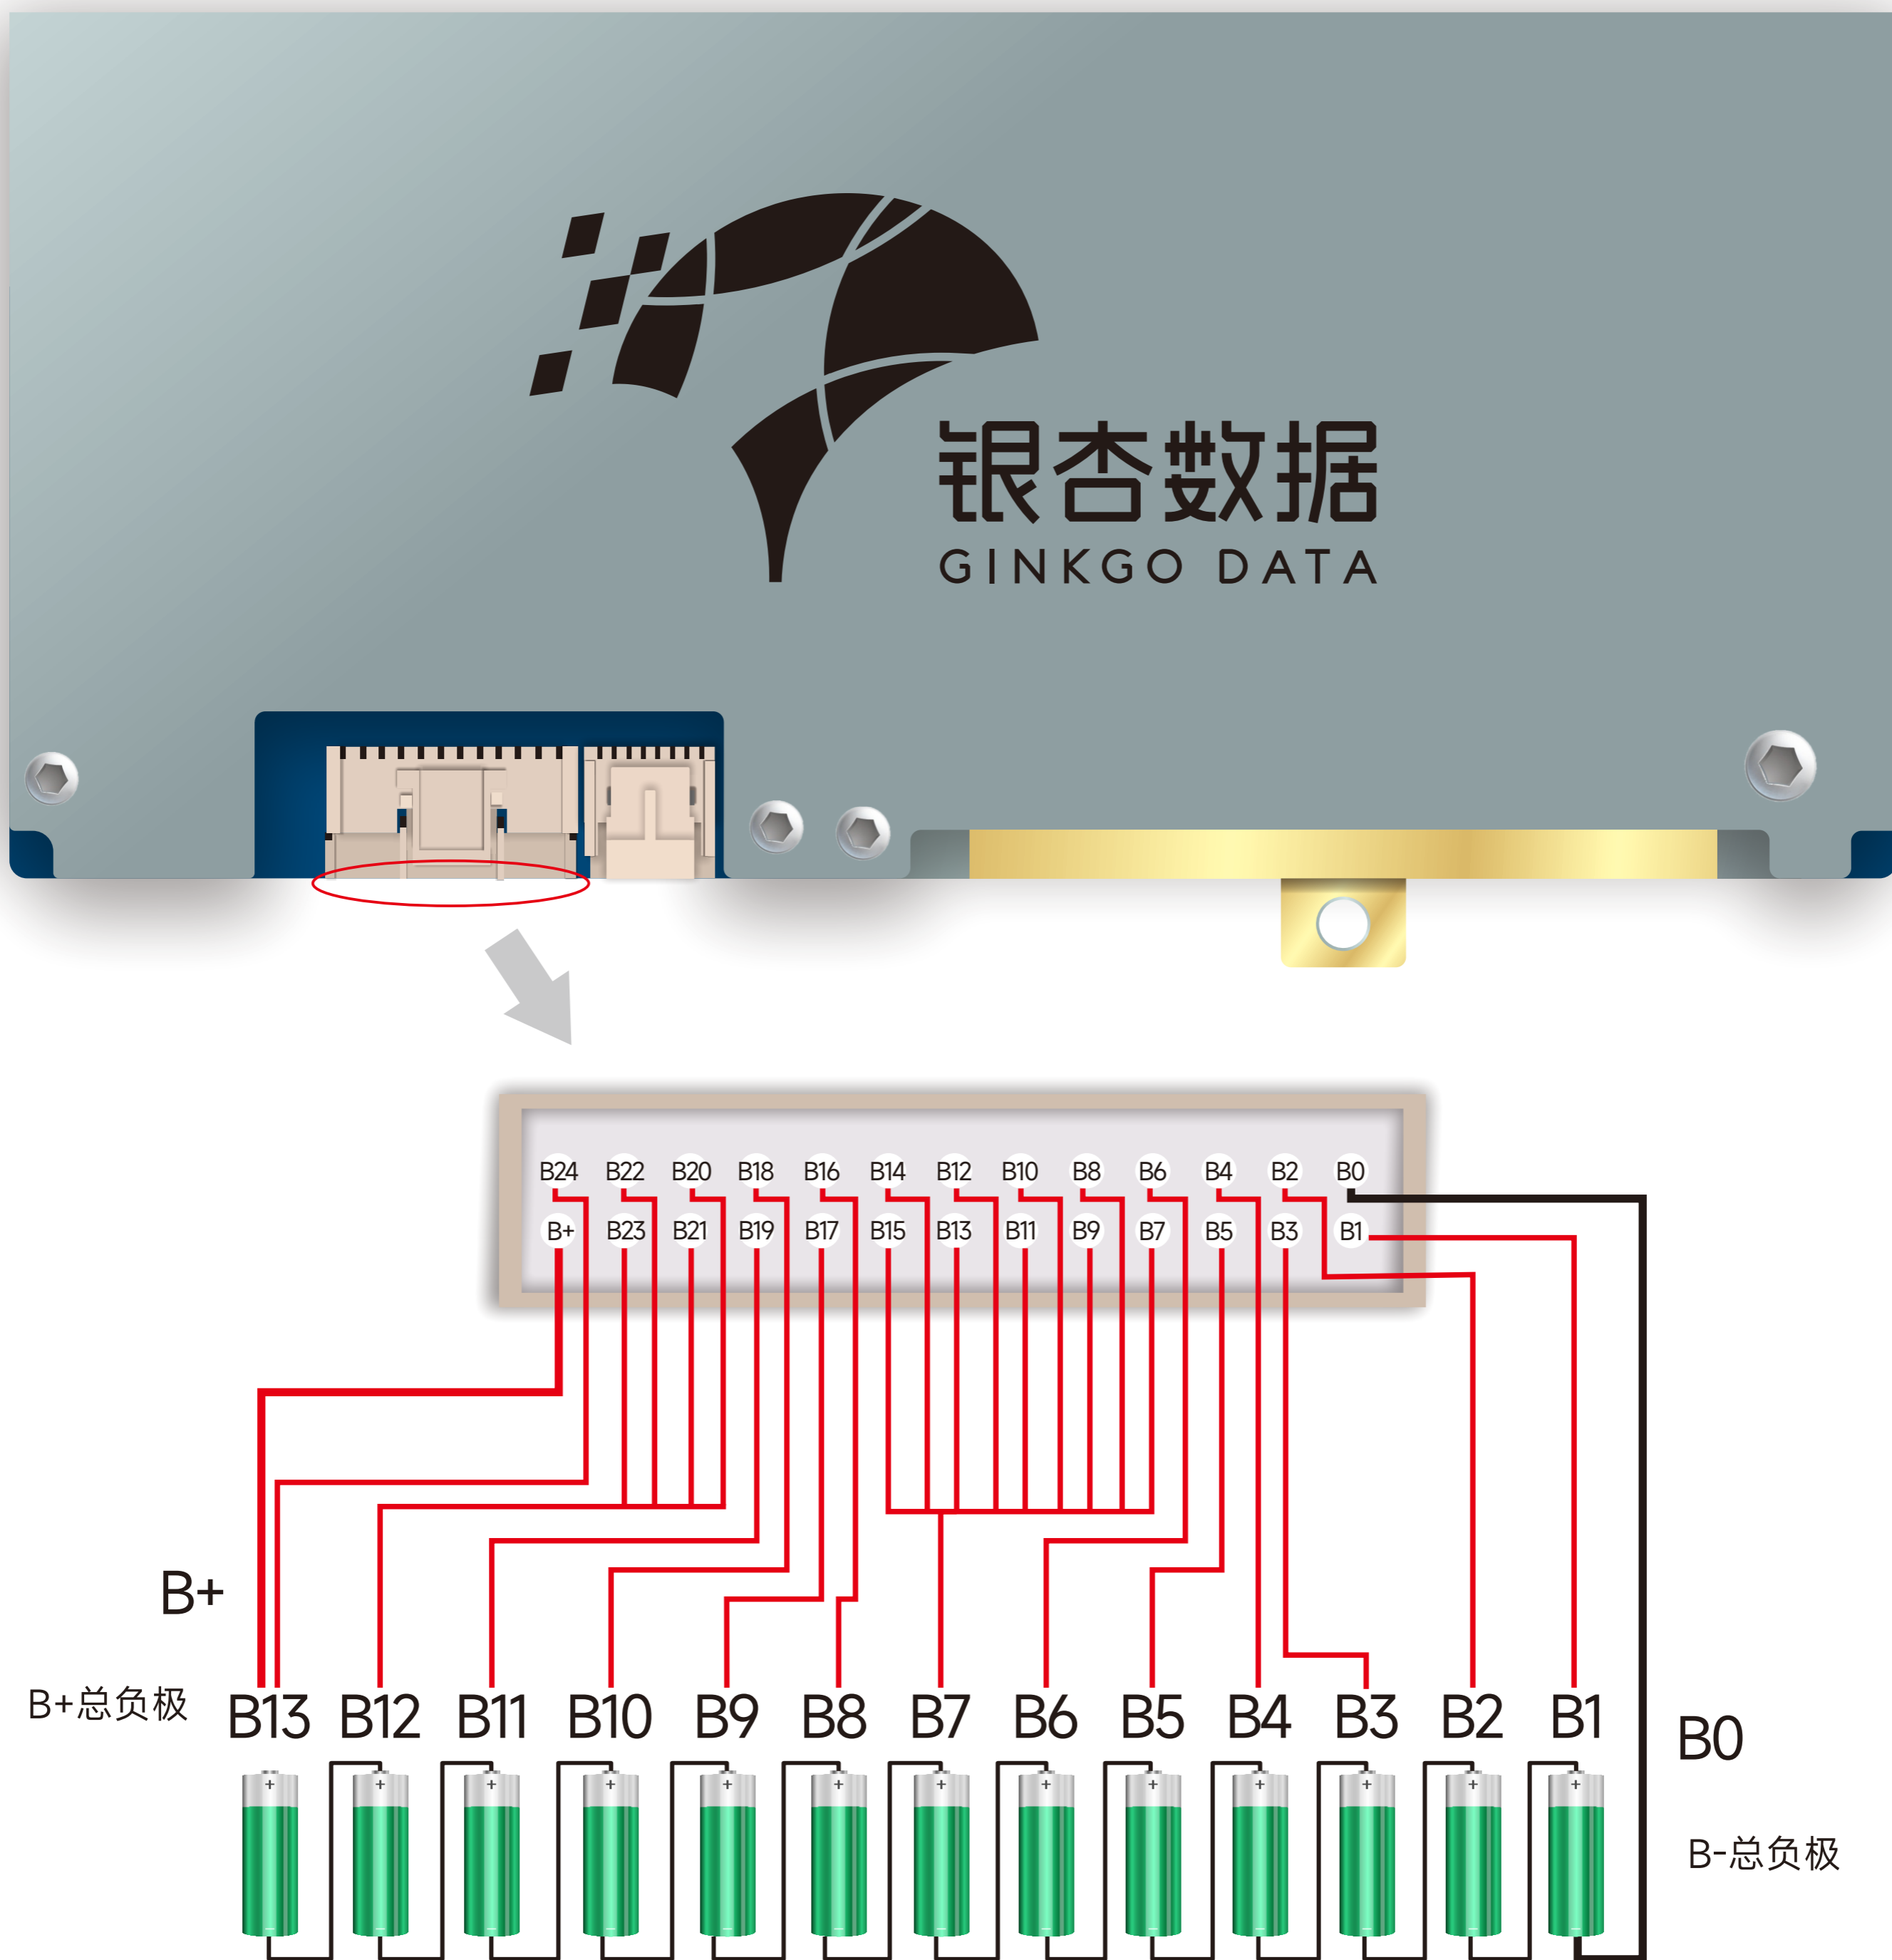 银杏数据
GINKGO DATA
B24 B22 B20 B18 B16 B14 B12 B10 B8 B6 B4 B2 B0
B+ B23 B21 B19 B17 B15 B13 B11 B9 B7 B5 B3 B1
B+
B+总负极
B13 B12 B11 B10 B9 B8 B7 B6 B5 B4 B3 B2 B1
B0
B-总负极
+ + + + + + + + + + + + +